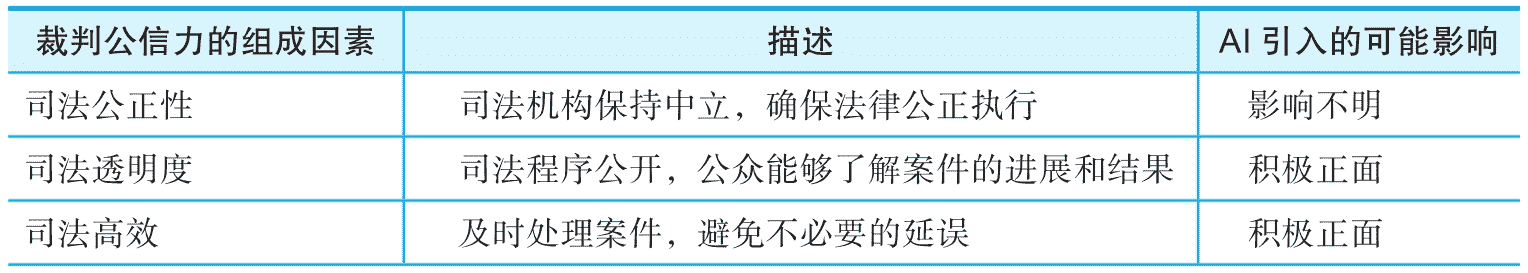 裁判公信力的组成因素 描述 AI 引入的可能影响
司法公正性 司法机构保持中立，确保法律公正执行 影响不明
司法透明度 司法程序公开，公众能够了解案件的进展和结果 积极正面
司法高效 及时处理案件，避免不必要的延误 积极正面